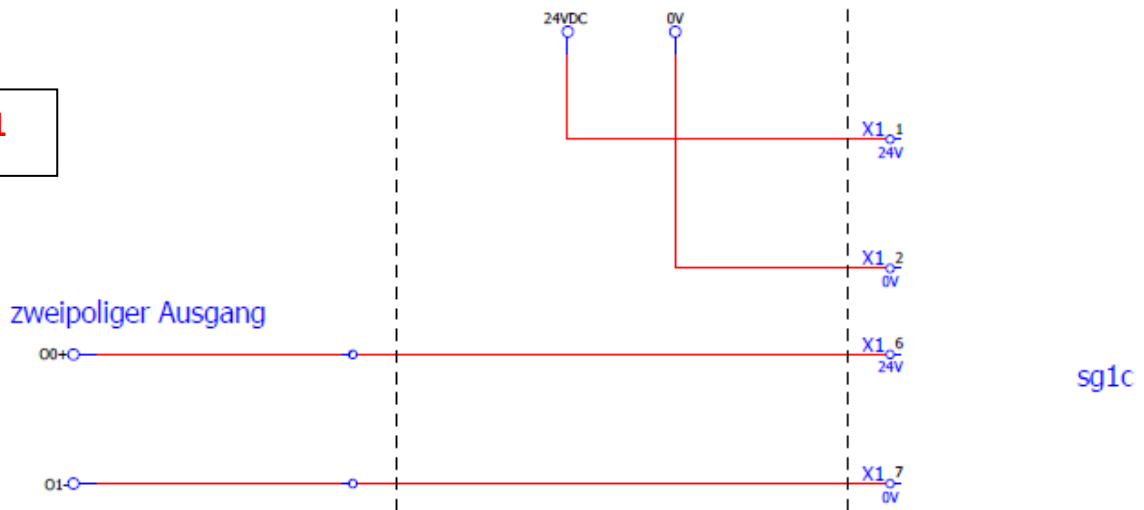 24VDC
0V
1
X1 1
24V
X1 2
0V
zweipoliger Ausgang
O0+
X1 6
24V
sg1c
O1-
X1 7
0V